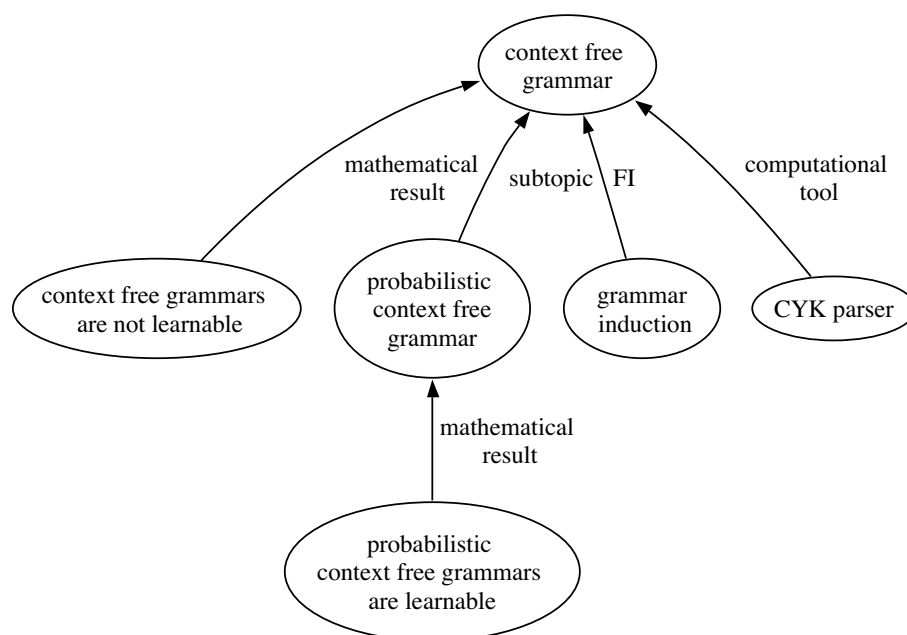 context free
grammar
mathematical
result
subtopic
FI
computational
tool
context free grammars
are not learnable
probabilistic
context free
grammar
grammar
induction
CYK parser
mathematical
result
probabilistic
context free grammars
are learnable